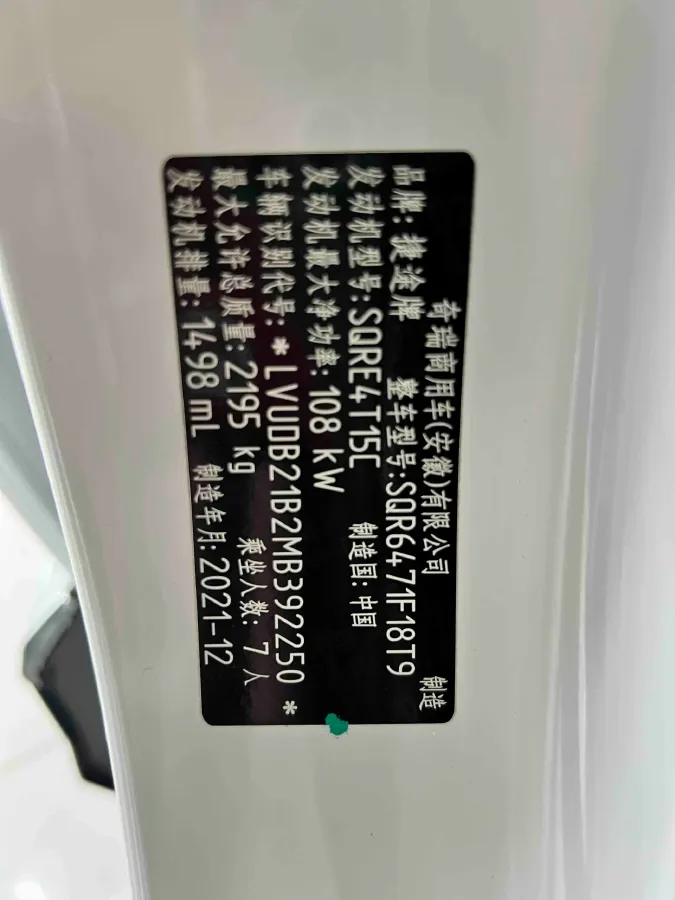 奇瑞商用车(安徽)有限公司 制造
品牌: 捷途牌 整车型号:SQR6471F18T9
发动机型号:SQRE4T15C 制造国: 中国
发动机最大净功率: 108 kW
车辆识别代号: *LVUDB21B2MB392250 *
最大允许总质量: 2195 kg 乘坐人数: 7 人
发动机排量: 1498 mL 制造年月: 2021-12